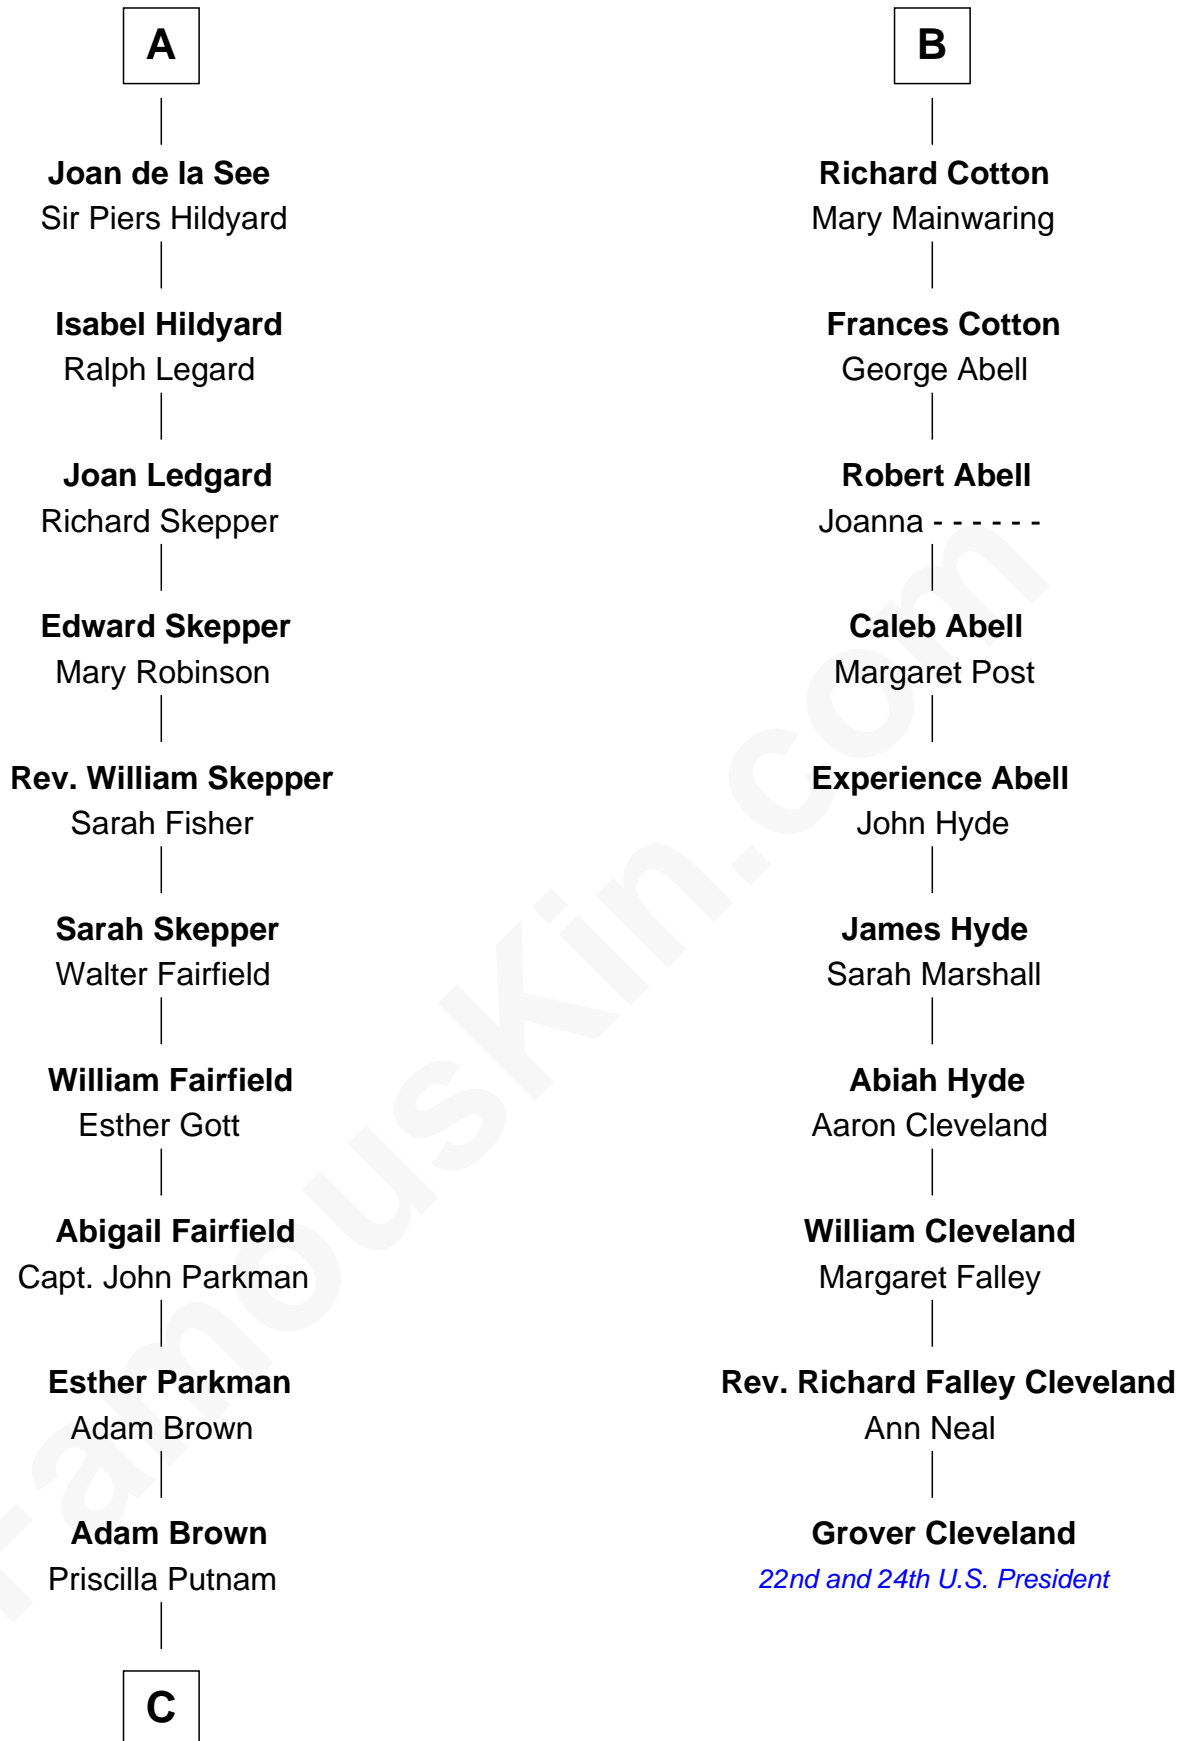 A
Joan de la See
Sir Piers Hildyard
Isabel Hildyard
Ralph Legard
Joan Ledgard
Richard Skepper
Edward Skepper
Mary Robinson
Rev. William Skepper
Sarah Fisher
Sarah Skepper
Walter Fairfield
William Fairfield
Esther Gott
Abigail Fairfield
Capt. John Parkman
Esther Parkman
Adam Brown
Adam Brown
Priscilla Putnam
C
B
Richard Cotton
Mary Mainwaring
Frances Cotton
George Abell
Robert Abell
Joanna - - - - - -
Caleb Abell
Margaret Post
Experience Abell
John Hyde
James Hyde
Sarah Marshall
Abiah Hyde
Aaron Cleveland
William Cleveland
Margaret Falley
Rev. Richard Falley Cleveland
Ann Neal
Grover Cleveland
22nd and 24th U.S. President
FamousKin.com